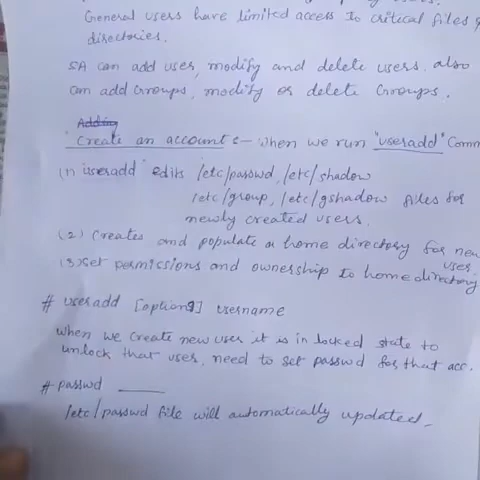 General users have limited access to critical files
directories.
SA can add user, modify and delete users. also
can add Groups, modify or delete Groups.
Adding
Create an account :- when we run "useradd" Comm
(1) "useradd" edits /etc/passwd, /etc/shadow
/etc/group, /etc/gshadow files for
newly created users.
(2) Creates and populate a home directory for new
user
(3) set permissions and ownership to home directory
# useradd [options] username
when we create new user it is in locked state to
unlock that user, need to set passwd for that acc.
# passwd ____
/etc/passwd file will automatically updated.